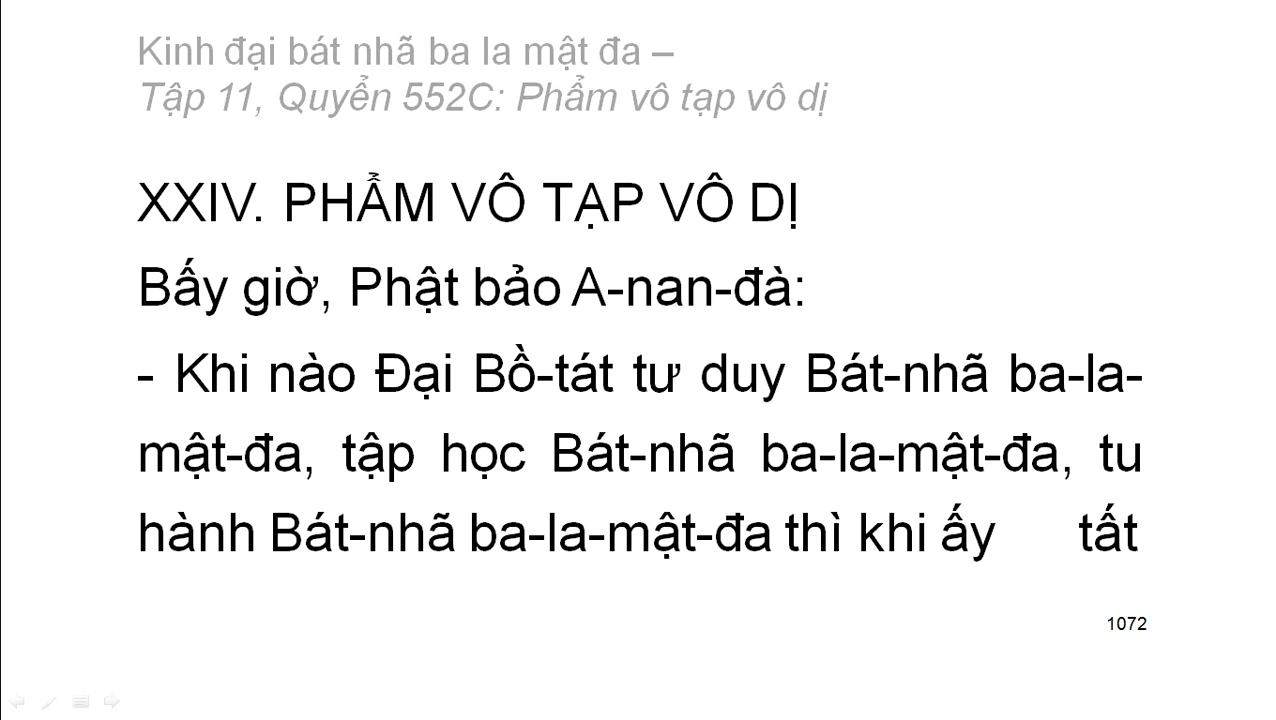 Kinh đại bát nhã ba la mật đa –
Tập 11, Quyển 552C: Phẩm vô tạp vô dị
XXIV. PHẨM VÔ TẠP VÔ DỊ
Bấy giờ, Phật bảo A-nan-đà:
- Khi nào Đại Bồ-tát tư duy Bát-nhã ba-la-
mật-đa, tập học Bát-nhã ba-la-mật-đa, tu
hành Bát-nhã ba-la-mật-đa thì khi ấy tất
1072